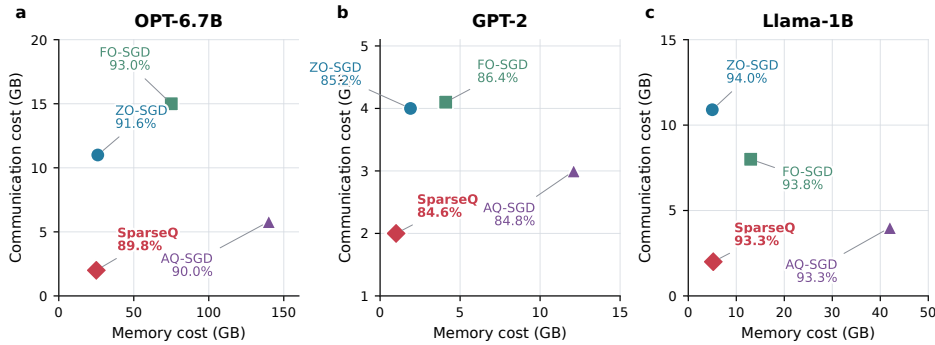 a
OPT-6.7B
Communication cost (GB)
20
15
10
5
0
FO-SGD
93.0%
ZO-SGD
91.6%
SparseQ
89.8%
AQ-SGD
90.0%
0
50
100
150
Memory cost (GB)
b
GPT-2
Communication cost (G
5
4
3
2
1
ZO-SGD
85.2%
FO-SGD
86.4%
SparseQ
84.6%
AQ-SGD
84.8%
0
5
10
15
Memory cost (GB)
c
Llama-1B
Communication cost (GB)
15
10
5
0
ZO-SGD
94.0%
FO-SGD
93.8%
SparseQ
93.3%
AQ-SGD
93.3%
0
10
20
30
40
50
Memory cost (GB)